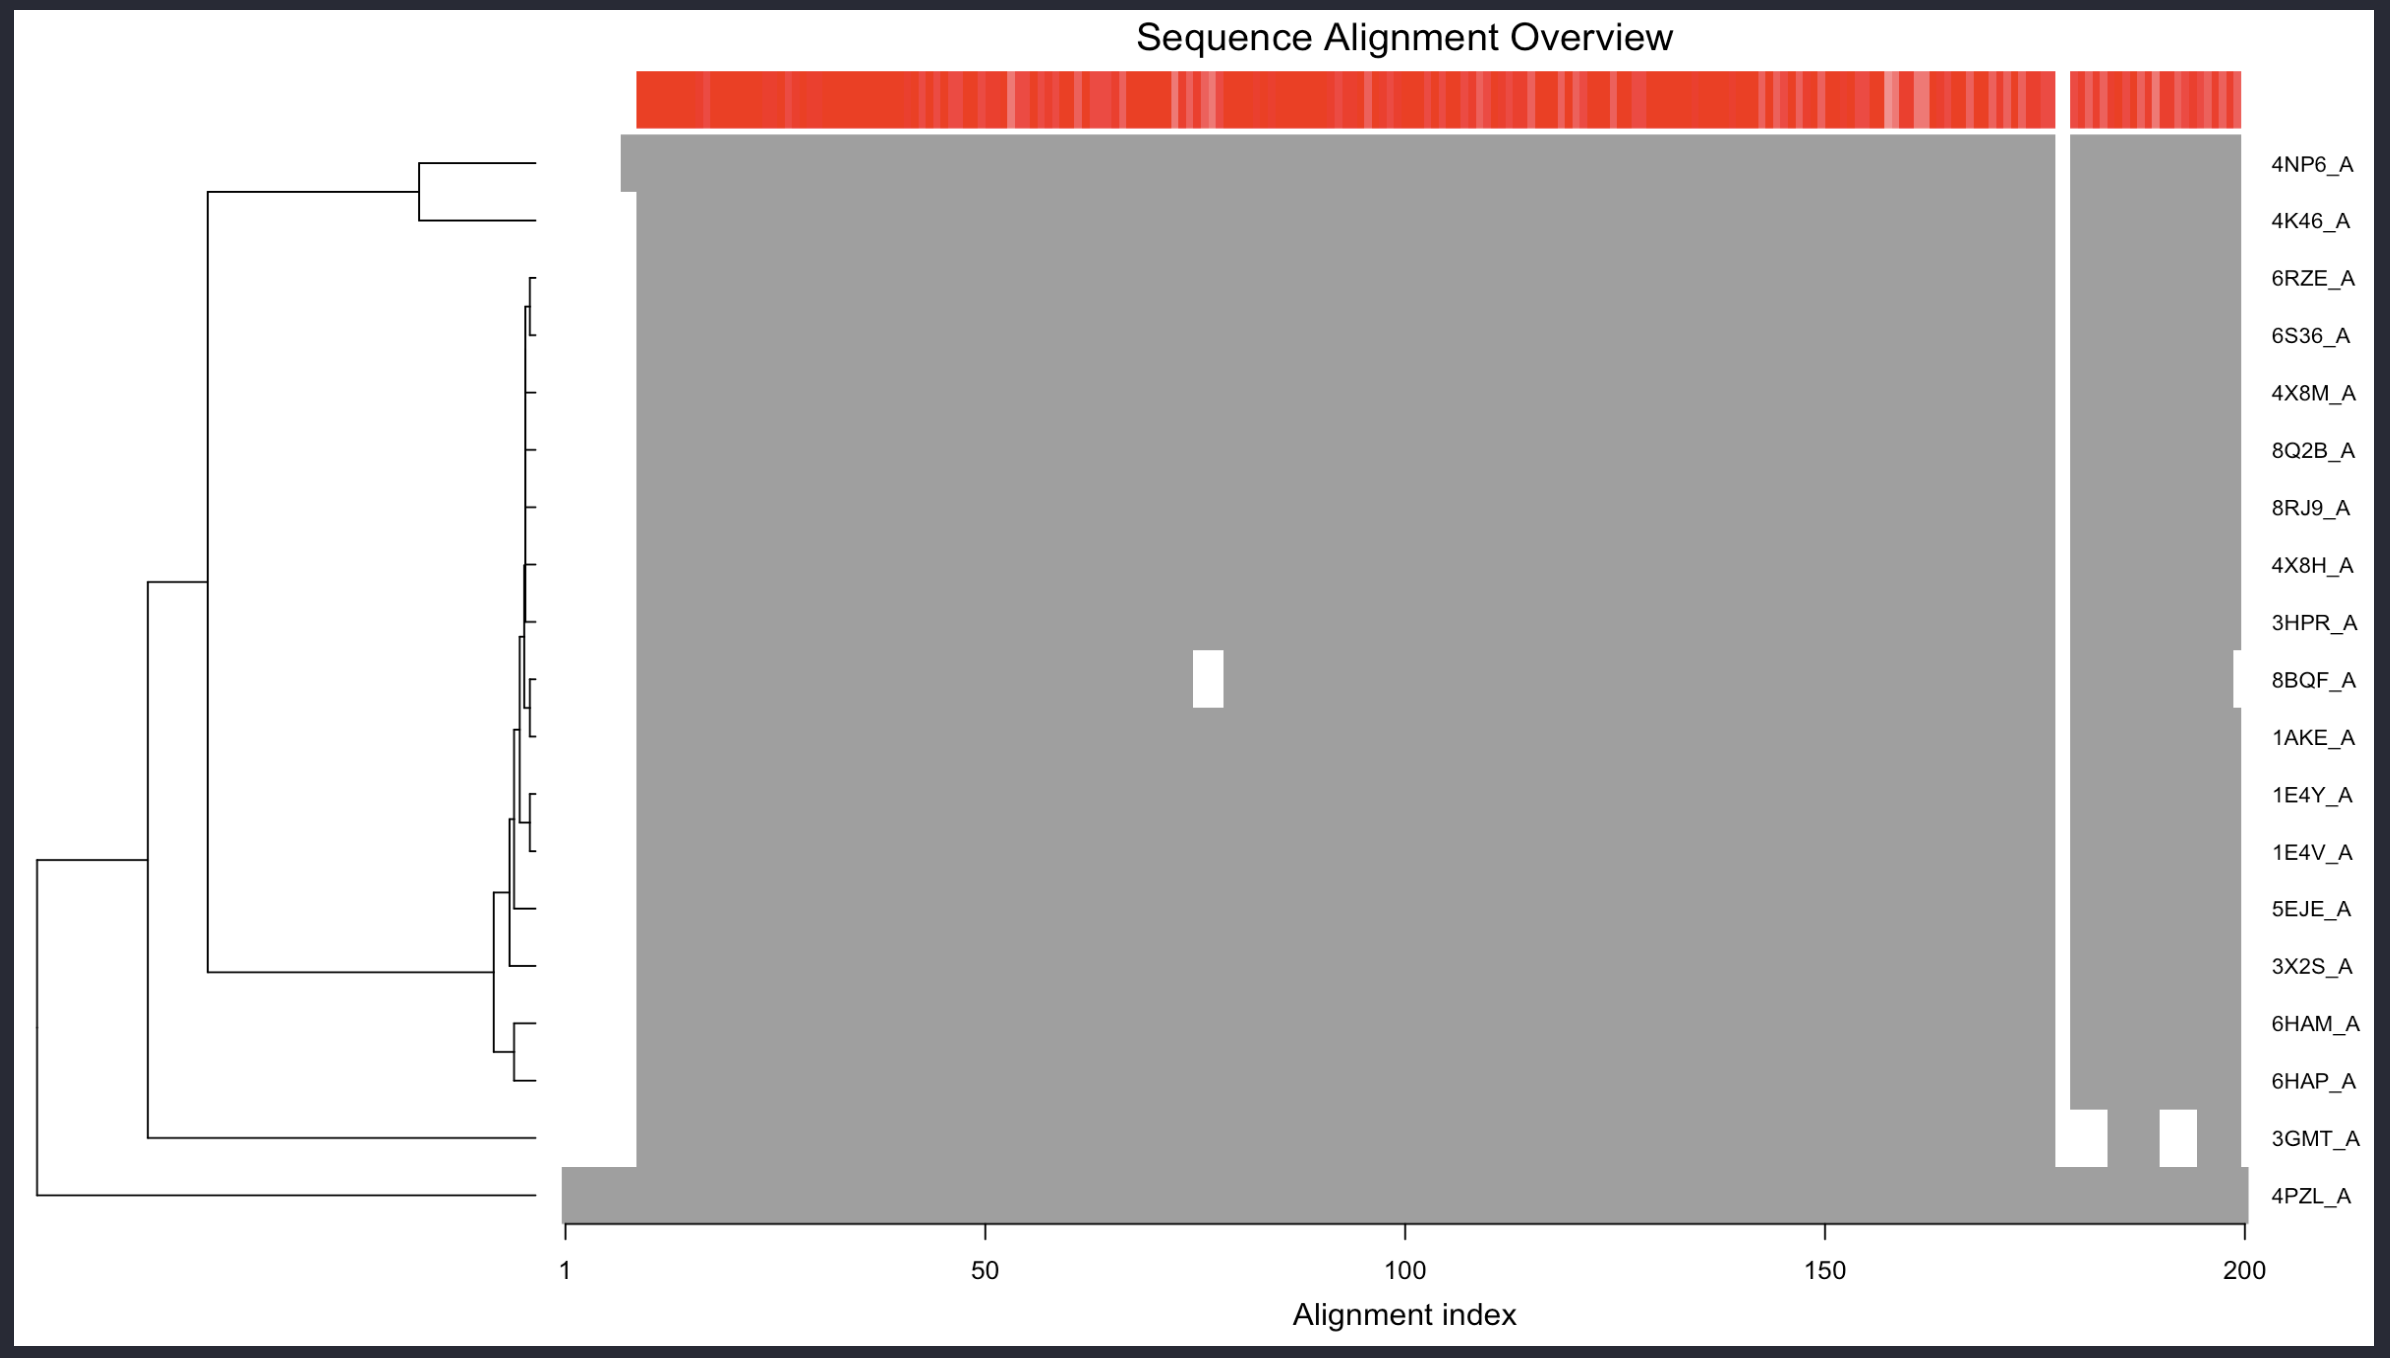 Sequence Alignment Overview
4NP6_A
4K46_A
6RZE_A
6S36_A
4X8M_A
8Q2B_A
8RJ9_A
4X8H_A
3HPR_A
8BQF_A
1AKE_A
1E4Y_A
1E4V_A
5EJE_A
3X2S_A
6HAM_A
6HAP_A
3GMT_A
4PZL_A
1 50 100 150 200
Alignment index